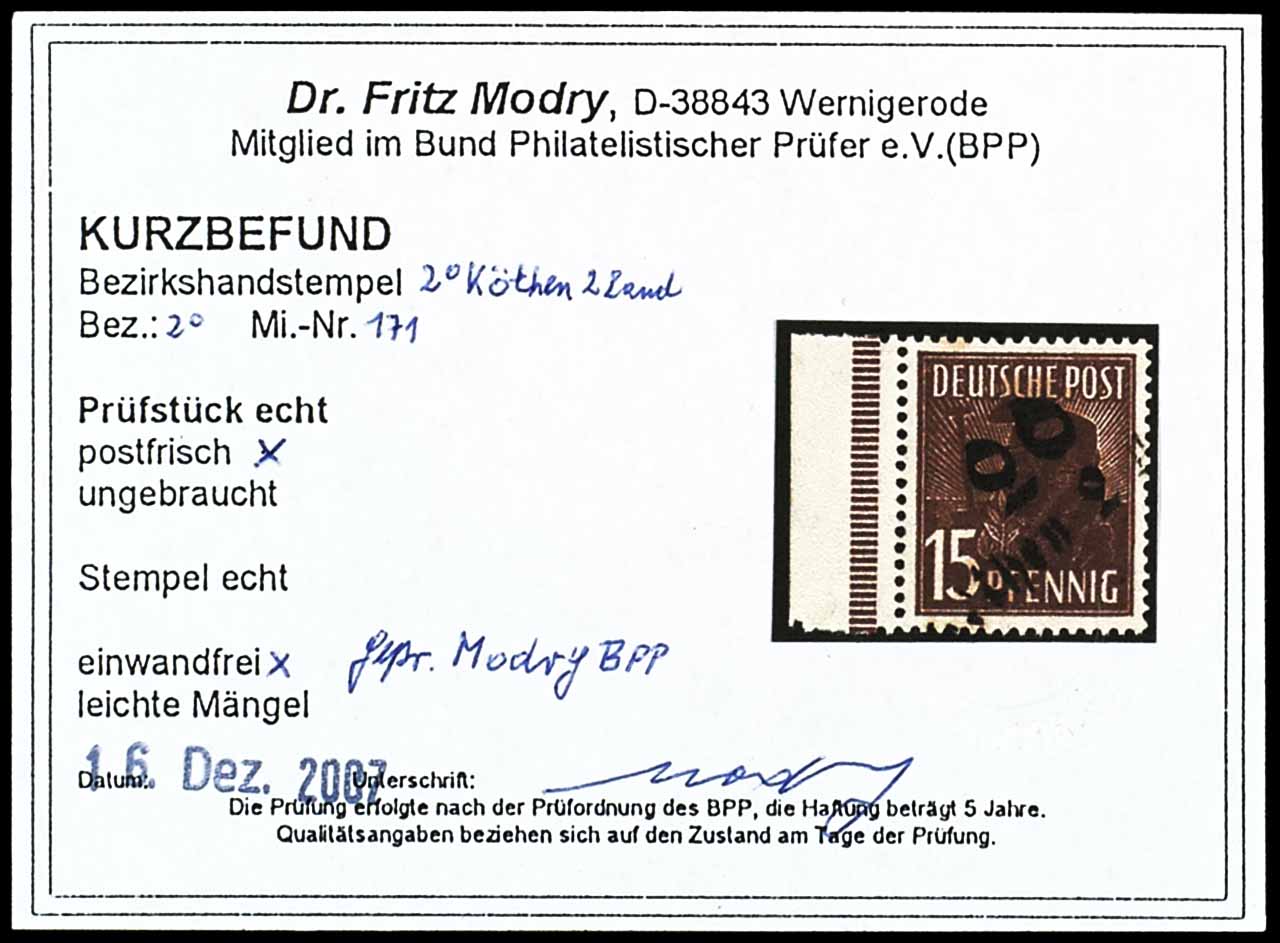 Dr. Fritz Modry, D-38843 Wernigerode
Mitglied im Bund Philatelistischer Prüfer e.V.(BPP)
KURZBEFUND
Bezirkshandstempel 20 Köthen 2 Land
Bez.: 20 Mi.-Nr. 171
Prüfstück echt
postfrisch x
ungebraucht
Stempel echt
einwandfrei x gepr. Modry BPP
leichte Mängel
Datum: 16. Dez. 2007 Unterschrift: Modry
Die Prüfung erfolgte nach der Prüfordnung des BPP, die Haftung beträgt 5 Jahre.
Qualitätsangaben beziehen sich auf den Zustand am Tage der Prüfung.
DEUTSCHE POST
20
15 PFENNIG